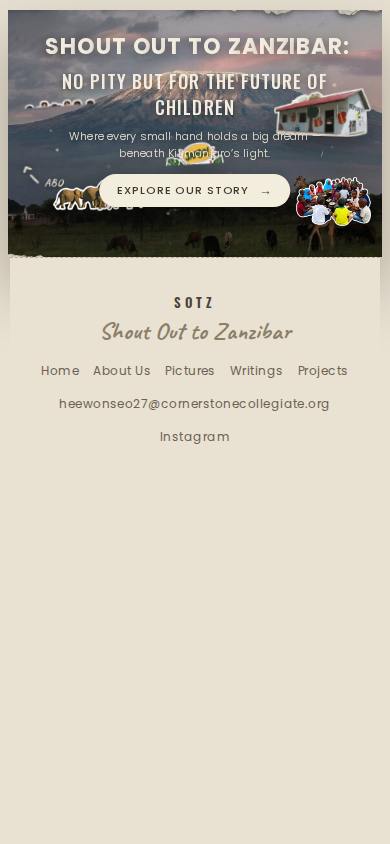 SHOUT OUT TO ZANZIBAR:
NO PITY BUT FOR THE FUTURE OF
CHILDREN
Where every small hand holds a big dream
beneath Kilimanjaro's light.
ABO
EXPLORE OUR STORY →
SOTZ
Shout Out to Zanzibar
Home About Us Pictures Writings Projects
heewonseo27@cornerstonecollegiate.org
Instagram